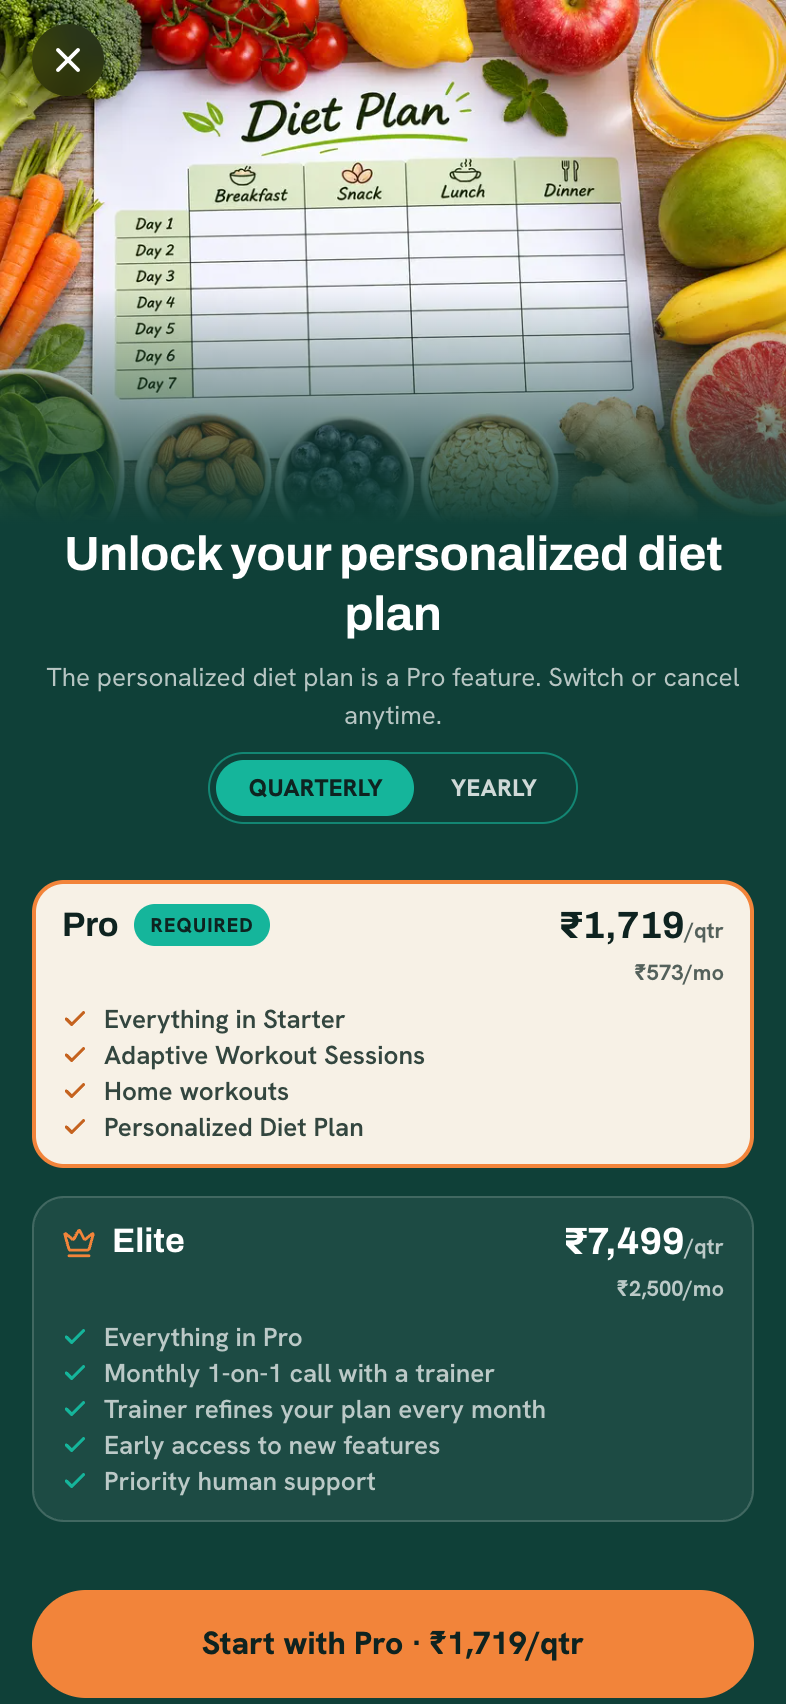 Diet Plan
Breakfast Snack Lunch Dinner
Day 1
Day 2
Day 3
Day 4
Day 5
Day 6
Day 7
Unlock your personalized diet
plan
The personalized diet plan is a Pro feature. Switch or cancel
anytime.
QUARTERLY YEARLY
Pro REQUIRED ₹1,719/qtr
₹573/mo
Everything in Starter
Adaptive Workout Sessions
Home workouts
Personalized Diet Plan
Elite ₹7,499/qtr
₹2,500/mo
Everything in Pro
Monthly 1-on-1 call with a trainer
Trainer refines your plan every month
Early access to new features
Priority human support
Start with Pro · ₹1,719/qtr